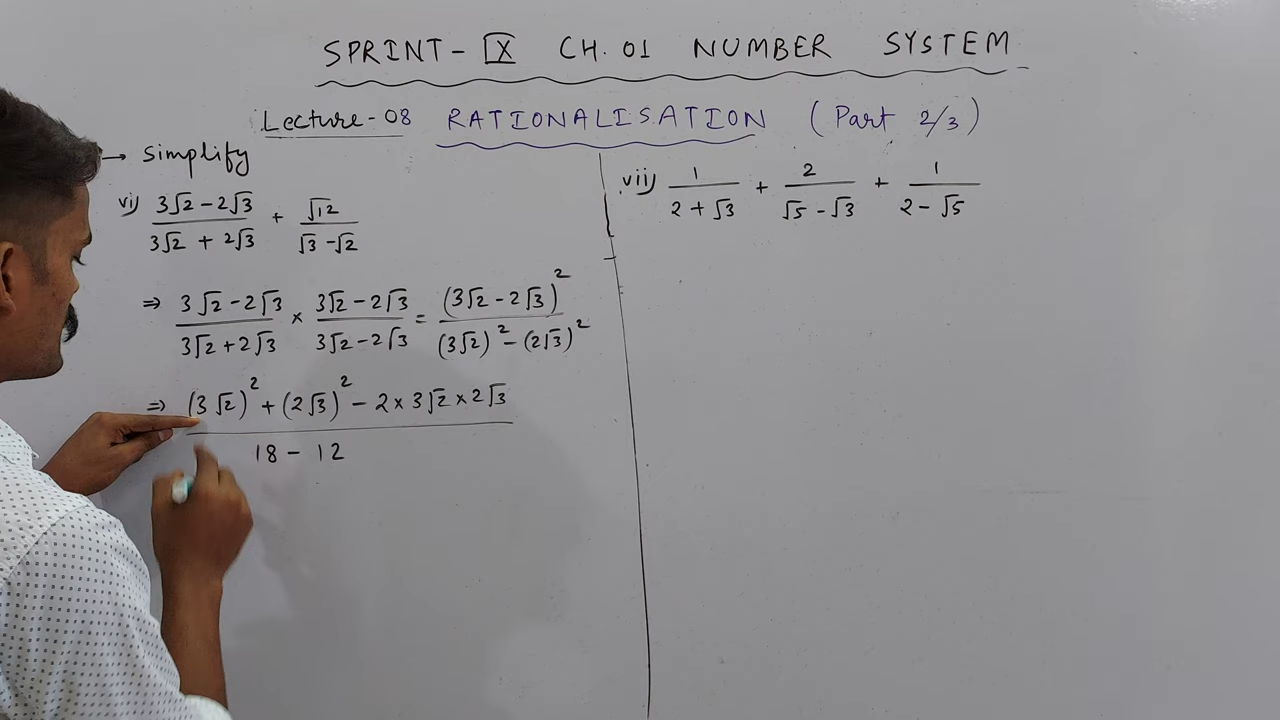 SPRINT-IX CH.01 NUMBER SYSTEM
Lecture-08 RATIONALISATION (Part 2/3)
→ simplify
vi) (3√2-2√3)/(3√2+2√3) + √12/(√3-√2)
⇒ (3√2-2√3)/(3√2+2√3) × (3√2-2√3)/(3√2-2√3) = (3√2-2√3)²/((3√2)²-(2√3)²)
⇒ ((3√2)²+(2√3)²-2×3√2×2√3)/(18-12)
vii) 1/(2+√3) + 2/(√5-√3) + 1/(2-√5)